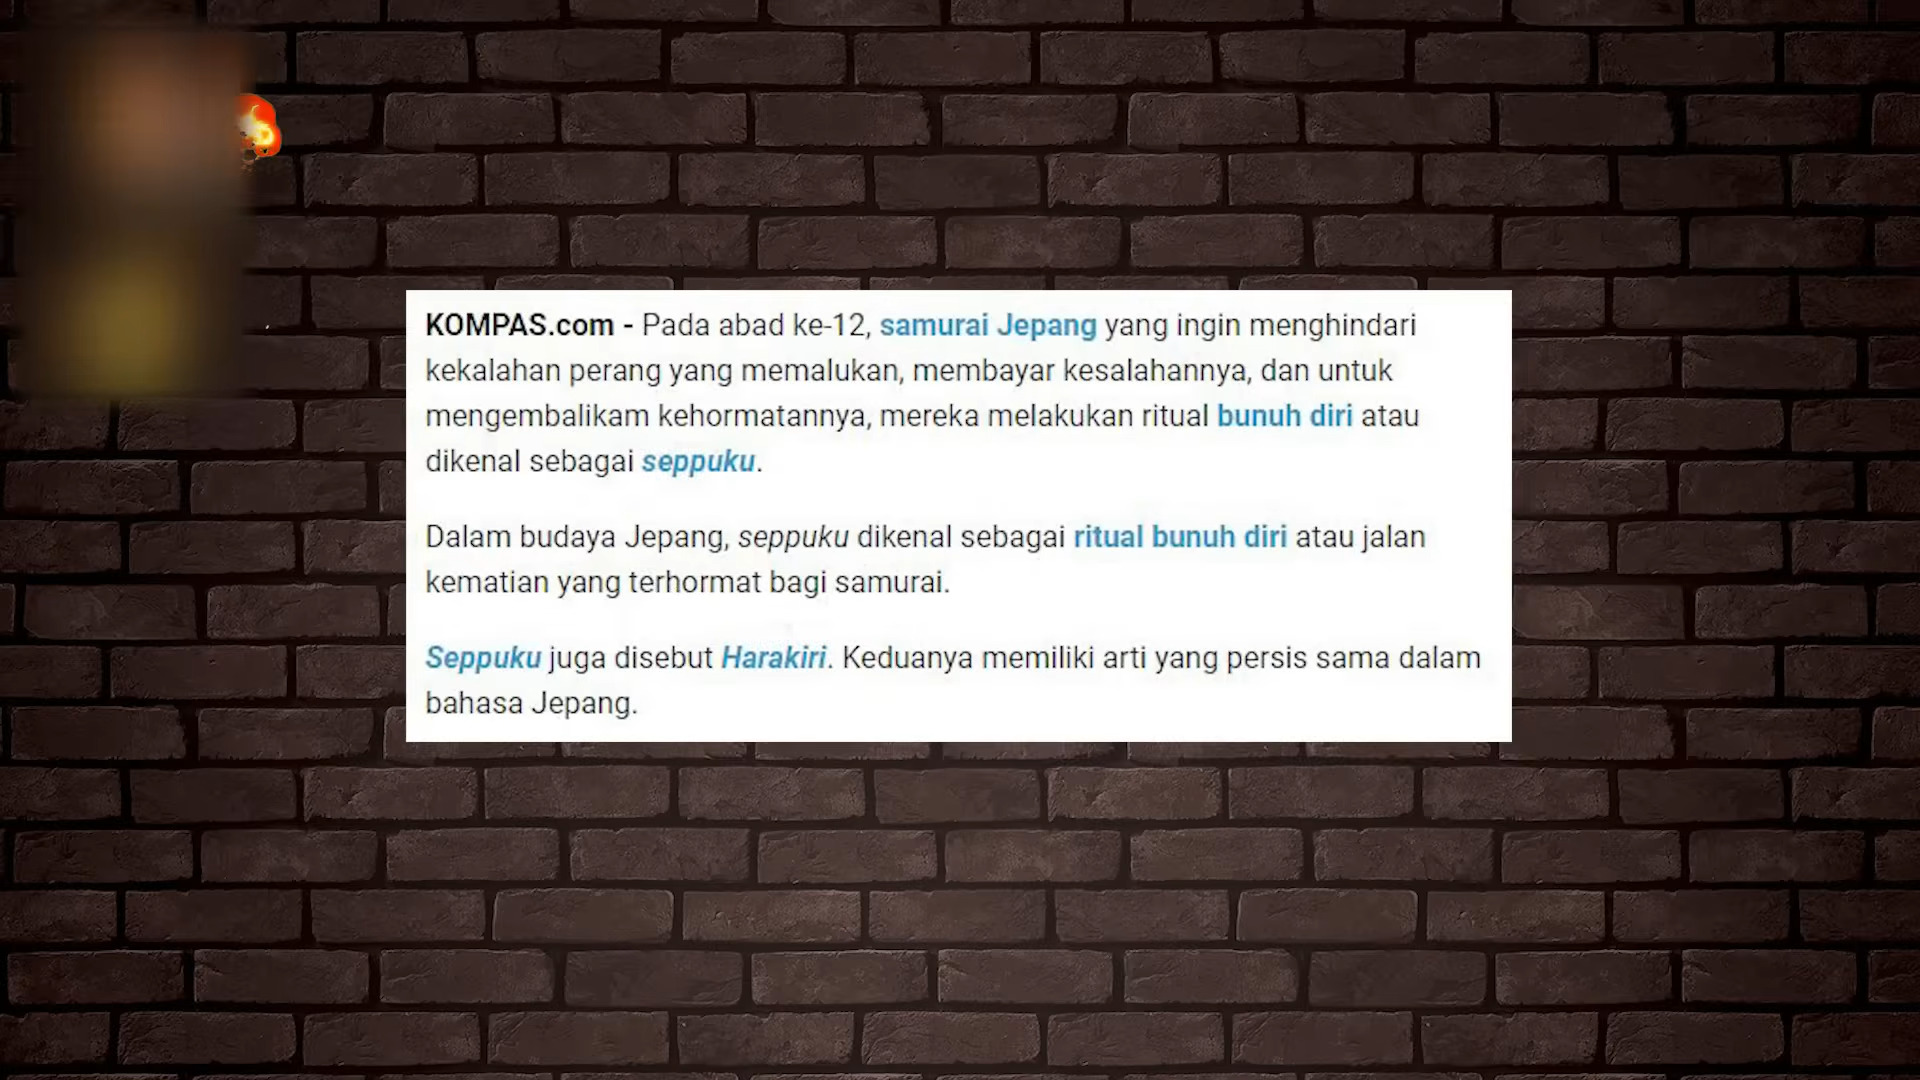 KOMPAS.com - Pada abad ke-12, samurai Jepang yang ingin menghindari
kekalahan perang yang memalukan, membayar kesalahannya, dan untuk
mengembalikam kehormatannya, mereka melakukan ritual bunuh diri atau
dikenal sebagai seppuku.
Dalam budaya Jepang, seppuku dikenal sebagai ritual bunuh diri atau jalan
kematian yang terhormat bagi samurai.
Seppuku juga disebut Harakiri. Keduanya memiliki arti yang persis sama dalam
bahasa Jepang.